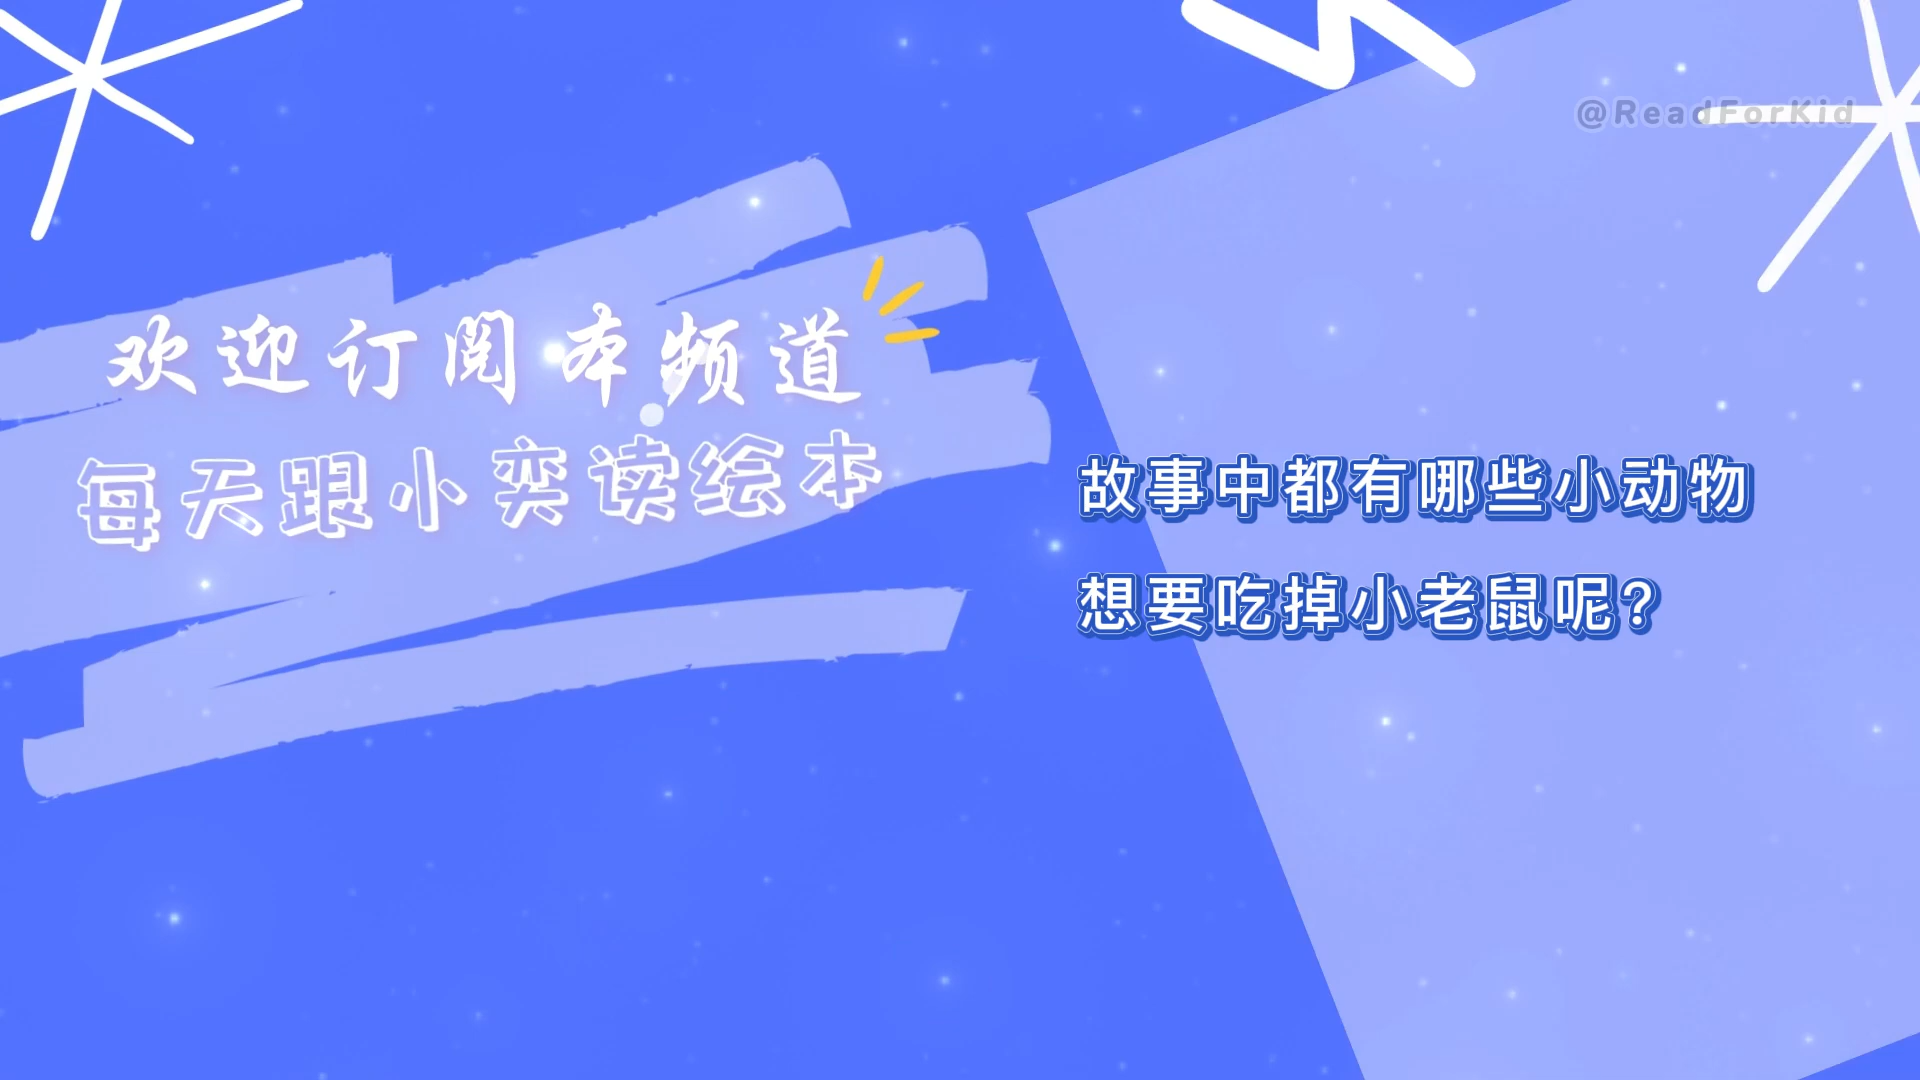 @ReadForKid
欢迎订阅本频道
每天跟小奕读绘本
故事中都有哪些小动物
想要吃掉小老鼠呢？